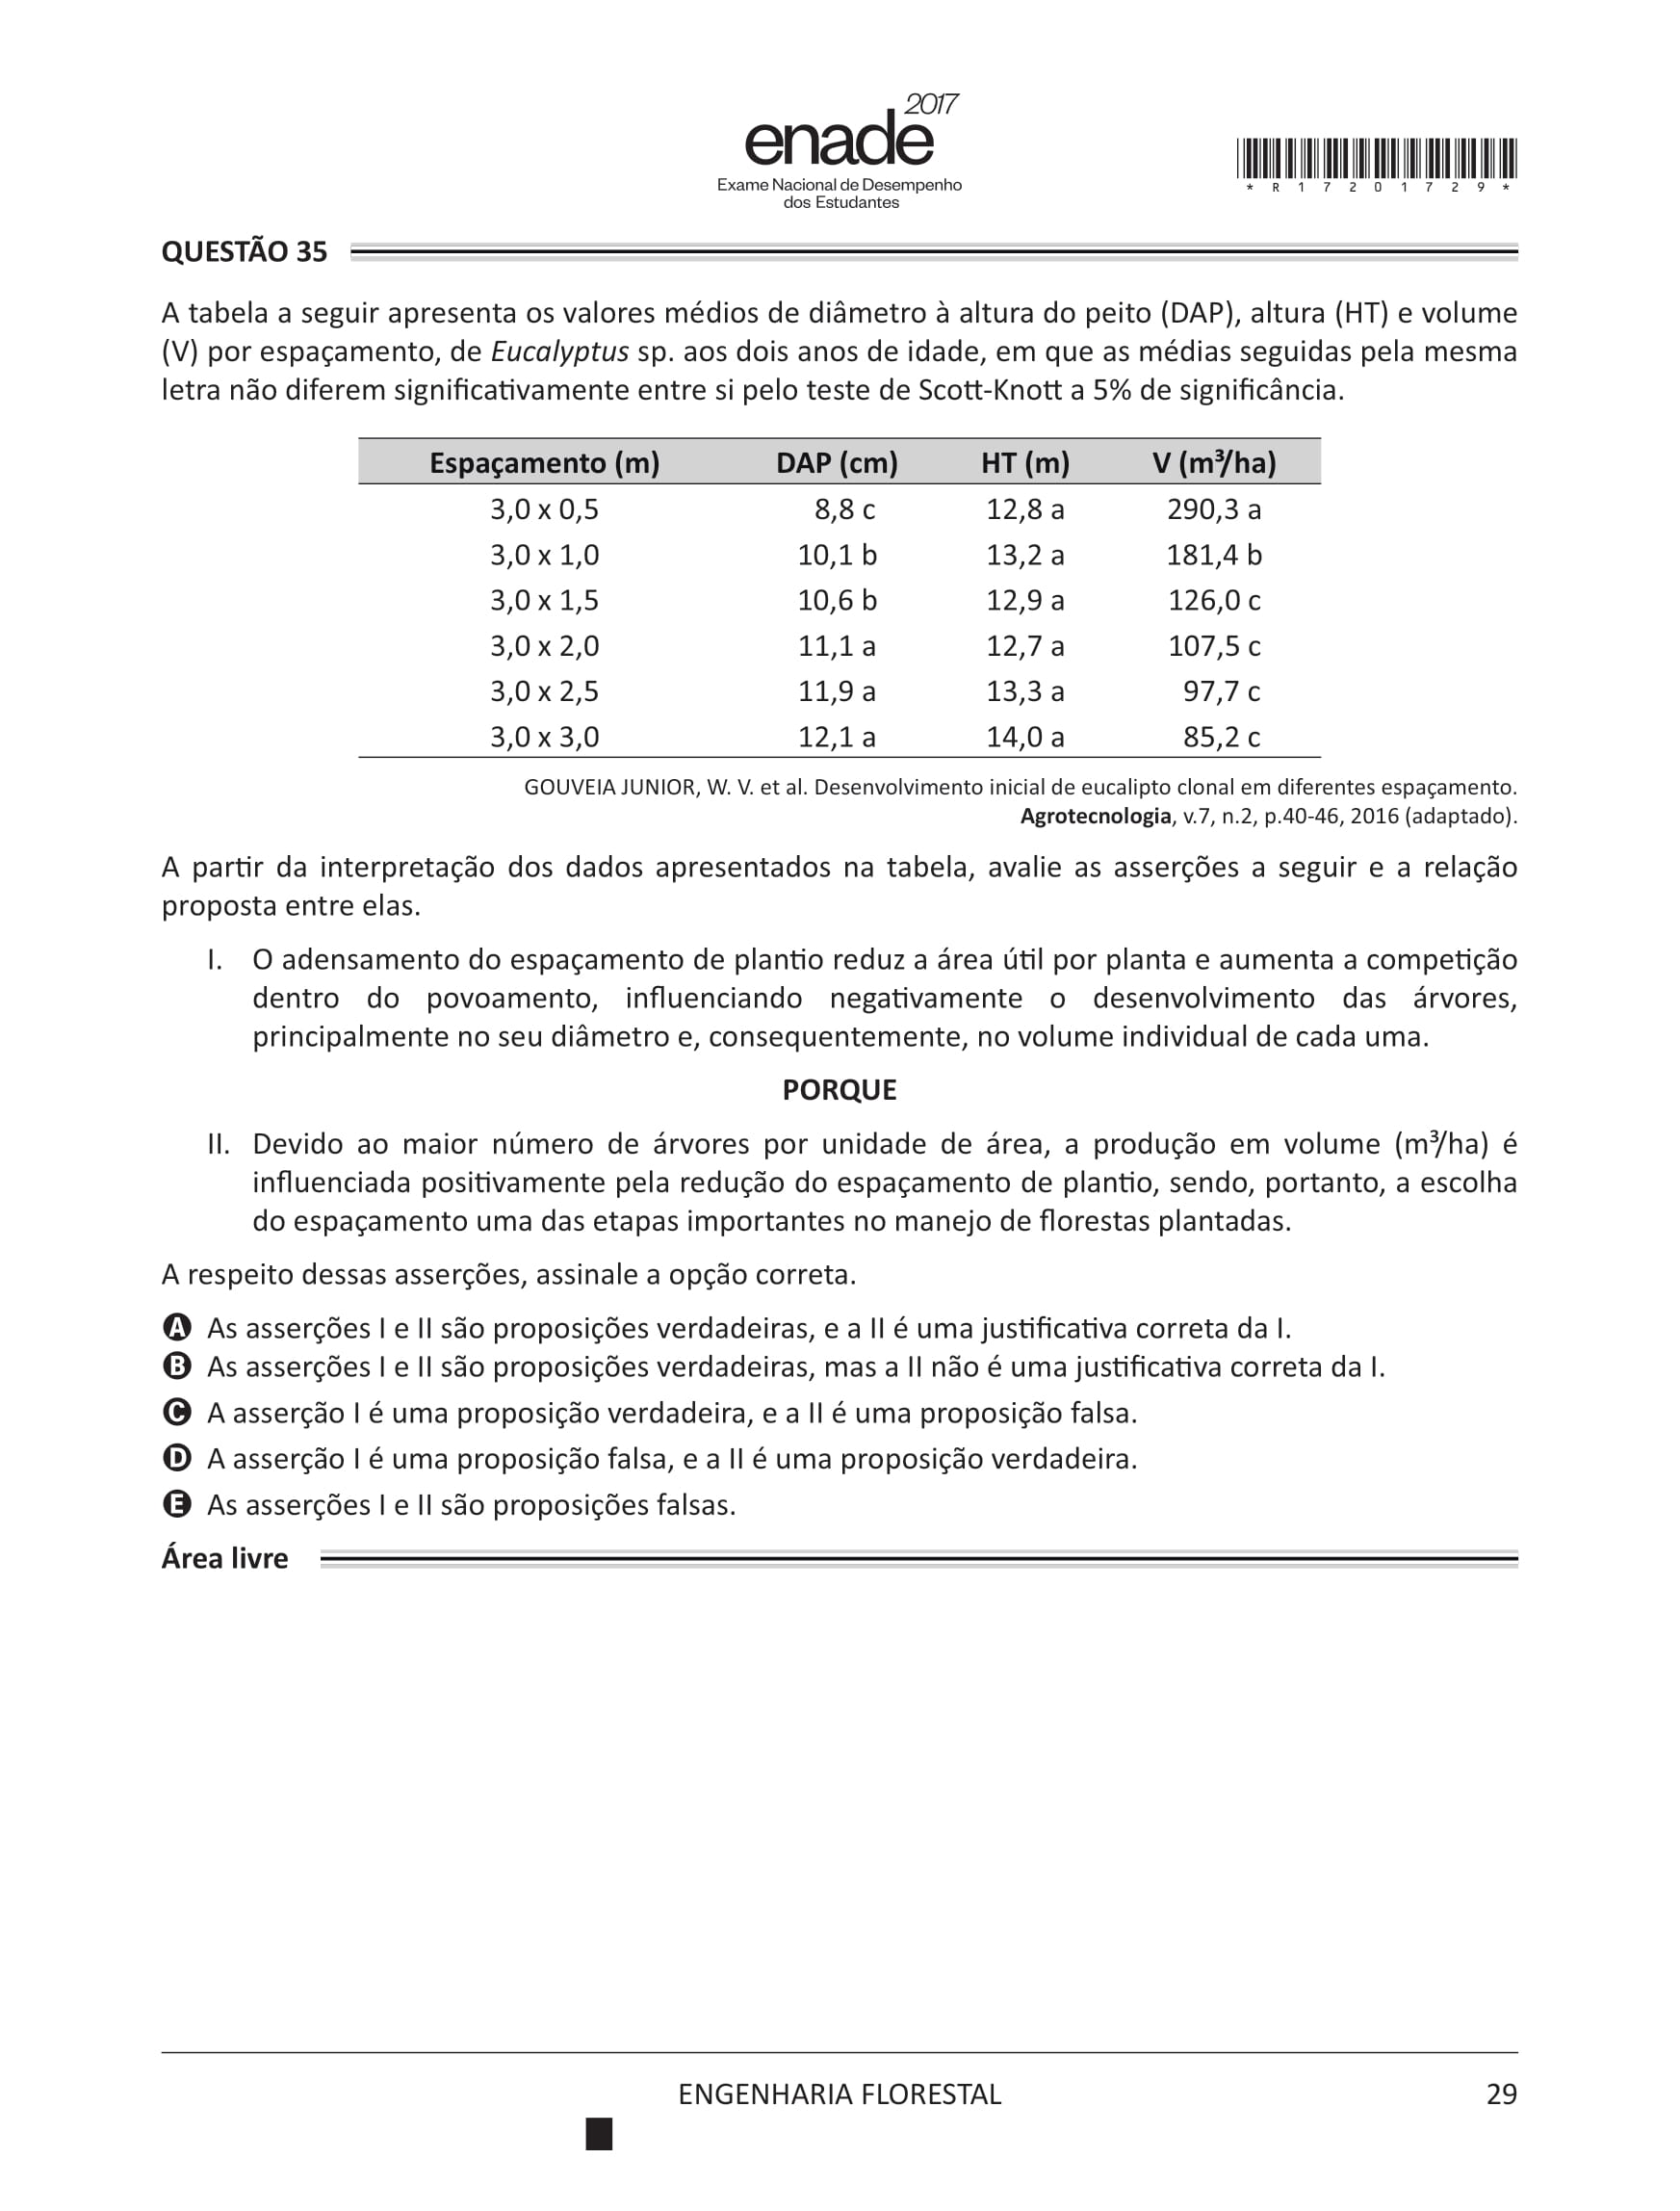 2017
enade
Exame Nacional de Desempenho
dos Estudantes
* R 1 7 2 0 1 7 2 9 *
QUESTÃO 35
A tabela a seguir apresenta os valores médios de diâmetro à altura do peito (DAP), altura (HT) e volume
(V) por espaçamento, de Eucalyptus sp. aos dois anos de idade, em que as médias seguidas pela mesma
letra não diferem significativamente entre si pelo teste de Scott-Knott a 5% de significância.
Espaçamento (m) DAP (cm) HT (m) V (m³/ha)
3,0 x 0,5 8,8 c 12,8 a 290,3 a
3,0 x 1,0 10,1 b 13,2 a 181,4 b
3,0 x 1,5 10,6 b 12,9 a 126,0 c
3,0 x 2,0 11,1 a 12,7 a 107,5 c
3,0 x 2,5 11,9 a 13,3 a 97,7 c
3,0 x 3,0 12,1 a 14,0 a 85,2 c
GOUVEIA JUNIOR, W. V. et al. Desenvolvimento inicial de eucalipto clonal em diferentes espaçamento.
Agrotecnologia, v.7, n.2, p.40-46, 2016 (adaptado).
A partir da interpretação dos dados apresentados na tabela, avalie as asserções a seguir e a relação
proposta entre elas.
I. O adensamento do espaçamento de plantio reduz a área útil por planta e aumenta a competição
dentro do povoamento, influenciando negativamente o desenvolvimento das árvores,
principalmente no seu diâmetro e, consequentemente, no volume individual de cada uma.
PORQUE
II. Devido ao maior número de árvores por unidade de área, a produção em volume (m³/ha) é
influenciada positivamente pela redução do espaçamento de plantio, sendo, portanto, a escolha
do espaçamento uma das etapas importantes no manejo de florestas plantadas.
A respeito dessas asserções, assinale a opção correta.
A As asserções I e II são proposições verdadeiras, e a II é uma justificativa correta da I.
B As asserções I e II são proposições verdadeiras, mas a II não é uma justificativa correta da I.
C A asserção I é uma proposição verdadeira, e a II é uma proposição falsa.
D A asserção I é uma proposição falsa, e a II é uma proposição verdadeira.
E As asserções I e II são proposições falsas.
Área livre
ENGENHARIA FLORESTAL
29